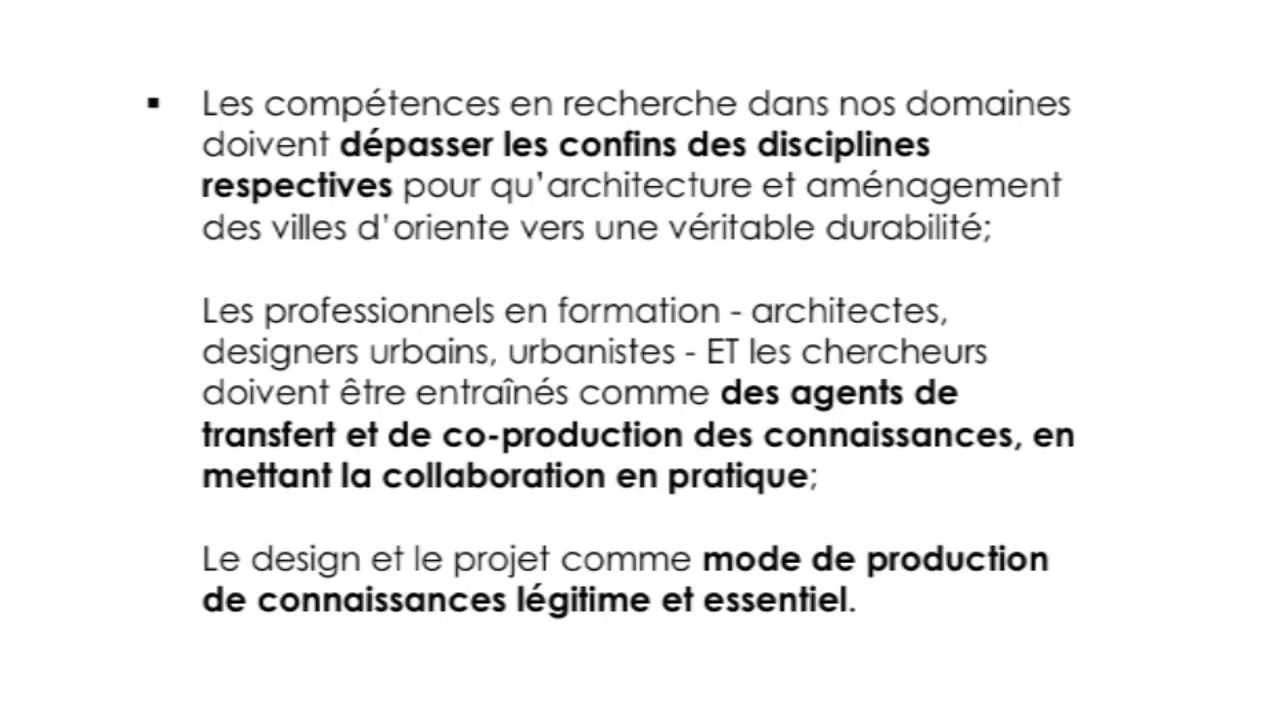 ▪ Les compétences en recherche dans nos domaines
doivent dépasser les confins des disciplines
respectives pour qu'architecture et aménagement
des villes d'oriente vers une véritable durabilité;
Les professionnels en formation - architectes,
designers urbains, urbanistes - ET les chercheurs
doivent être entraînés comme des agents de
transfert et de co-production des connaissances, en
mettant la collaboration en pratique;
Le design et le projet comme mode de production
de connaissances légitime et essentiel.